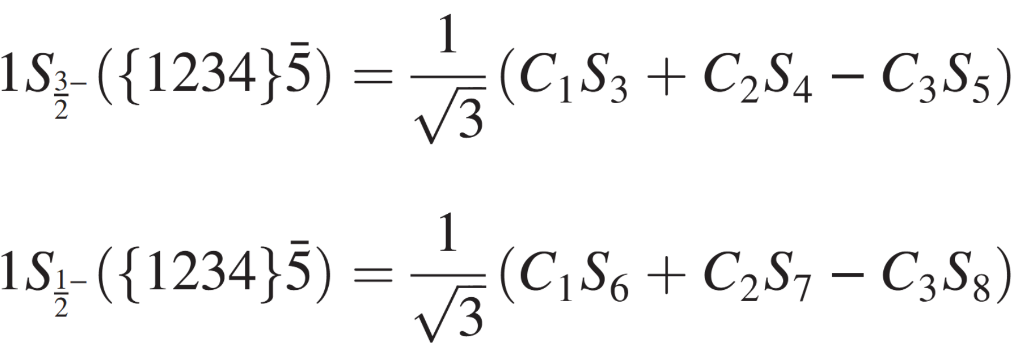 1S_{\frac{3}{2}^-}(\{1234\}\bar{5}) = \frac{1}{\sqrt{3}}(C_1S_3 + C_2S_4 − C_3S_5)
1S_{\frac{1}{2}^-}(\{1234\}\bar{5}) = \frac{1}{\sqrt{3}}(C_1S_6 + C_2S_7 − C_3S_8)